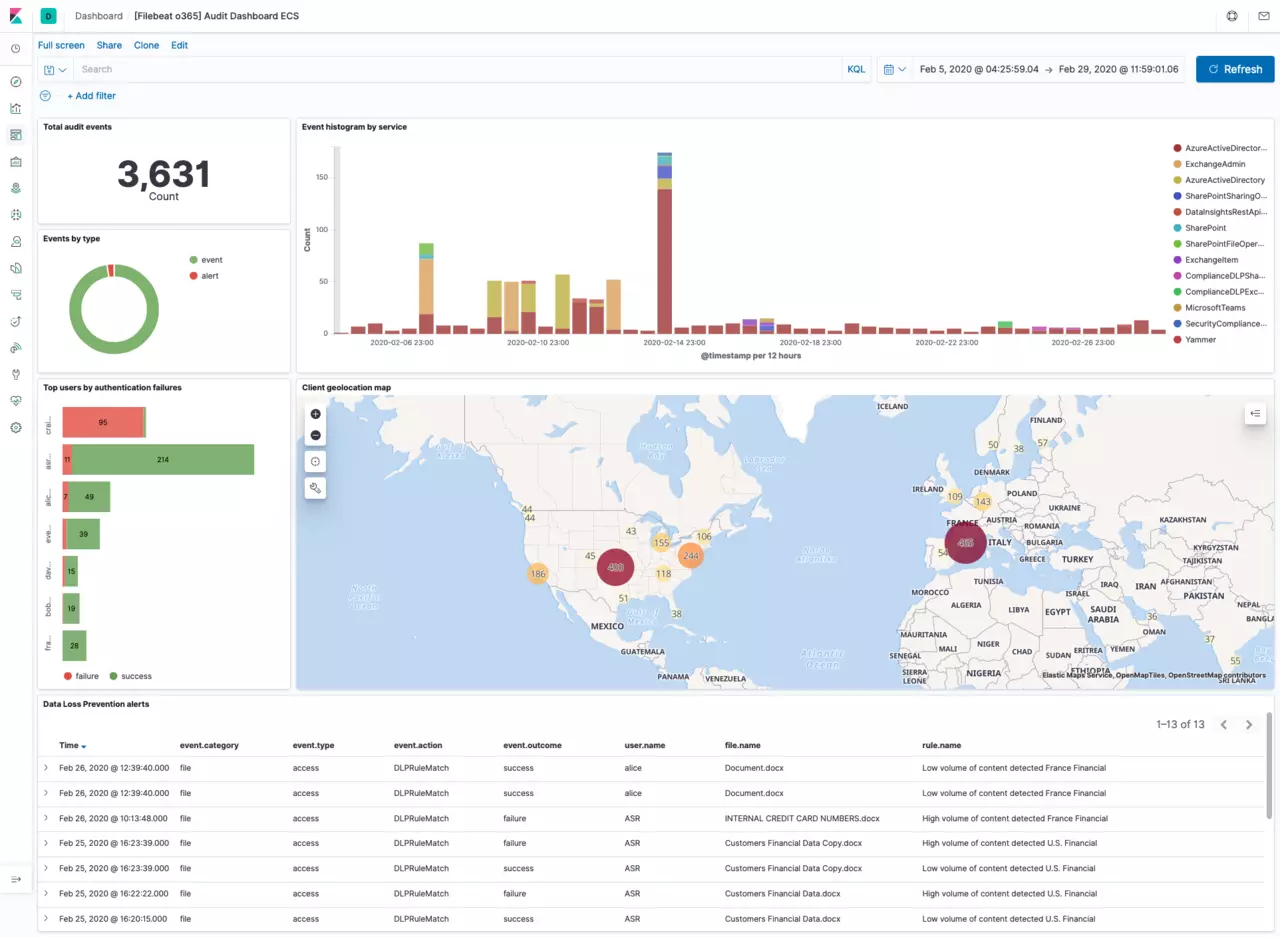 D Dashboard [Filebeat o365] Audit Dashboard ECS
Full screen Share Clone Edit
Search KQL Feb 5, 2020 @ 04:25:59.04 → Feb 29, 2020 @ 11:59:01.06 Refresh
+ Add filter
Total audit events
3,631
Count
Events by type
event
alert
Event histogram by service
Count
150
100
50
0
2020-02-06 23:00 2020-02-10 23:00 2020-02-14 23:00 2020-02-18 23:00 2020-02-22 23:00 2020-02-26 23:00
@timestamp per 12 hours
AzureActiveDirector...
ExchangeAdmin
AzureActiveDirectory
SharePointSharingO...
DataInsightsRestApi...
SharePoint
SharePointFileOper...
ExchangeItem
ComplianceDLPSha...
ComplianceDLPExc...
MicrosoftTeams
SecurityCompliance...
Yammer
Top users by authentication failures
crai...
95
asr...
11 214
alic...
7 49
eve...
39
dav...
15
bob...
19
fra...
28
failure success
Client geolocation map
ICELAND
FINLAND
50 38 57
DENMARK
IRELAND 109 143 POLAND
UKRAINE
FRANCE AUSTRIA
ROMANIA
KAZAKHSTAN
ITALY BULGARIA
54
GREECE TURKEY
KYRGYZSTAN
TAJIKISTAN
Gulf of
Alaska
Hudson
Bay
Labrador
Sea
44
44
43
45 155 106
244
186 118
51
38
North
Pacific
Ocean
North
Atlantic
Gulf of
Mexico
MEXICO
GUATEMALA
PANAMA VENEZUELA
Atlantic
Ocean
TUNISIA
MOROCCO
ALGERIA LIBYA EGYPT
ISRAEL
IRAQ IRAN AFGHANISTAN
PAKISTAN
SAUDI
ARABIA
NEPAL
BANGLA
36
OMAN
37
55
MAURITANIA
MALI NIGER CHAD SUDAN ERITREA YEMEN
SENEGAL
SIERRA
LEONE
NIGERIA
ETHIOPIA
SRI LANKA
Elastic Maps Service, OpenMapTiles, OpenStreetMap contributors
Data Loss Prevention alerts
1–13 of 13
Time event.category event.type event.action event.outcome user.name file.name rule.name
Feb 26, 2020 @ 12:39:40.000 file access DLPRuleMatch success alice Document.docx Low volume of content detected France Financial
Feb 26, 2020 @ 12:39:40.000 file access DLPRuleMatch success alice Document.docx Low volume of content detected France Financial
Feb 26, 2020 @ 10:13:48.000 file access DLPRuleMatch failure ASR INTERNAL CREDIT CARD NUMBERS.docx High volume of content detected France Financial
Feb 25, 2020 @ 16:23:39.000 file access DLPRuleMatch failure ASR Customers Financial Data Copy.docx High volume of content detected U.S. Financial
Feb 25, 2020 @ 16:23:39.000 file access DLPRuleMatch success ASR Customers Financial Data Copy.docx Low volume of content detected U.S. Financial
Feb 25, 2020 @ 16:22:22.000 file access DLPRuleMatch failure ASR Customers Financial Data.docx High volume of content detected U.S. Financial
Feb 25, 2020 @ 16:20:15.000 file access DLPRuleMatch success ASR Customers Financial Data.docx Low volume of content detected U.S. Financial